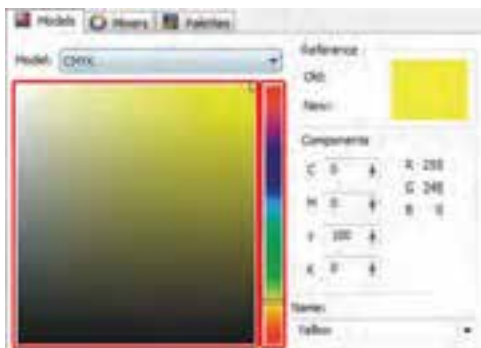 Models Mixers Palettes
Model: CMYK
Reference
Old:
New:
Components
C 0 R 255
G 240
M 0 B 0
Y 100
K 0
Name:
Yellow